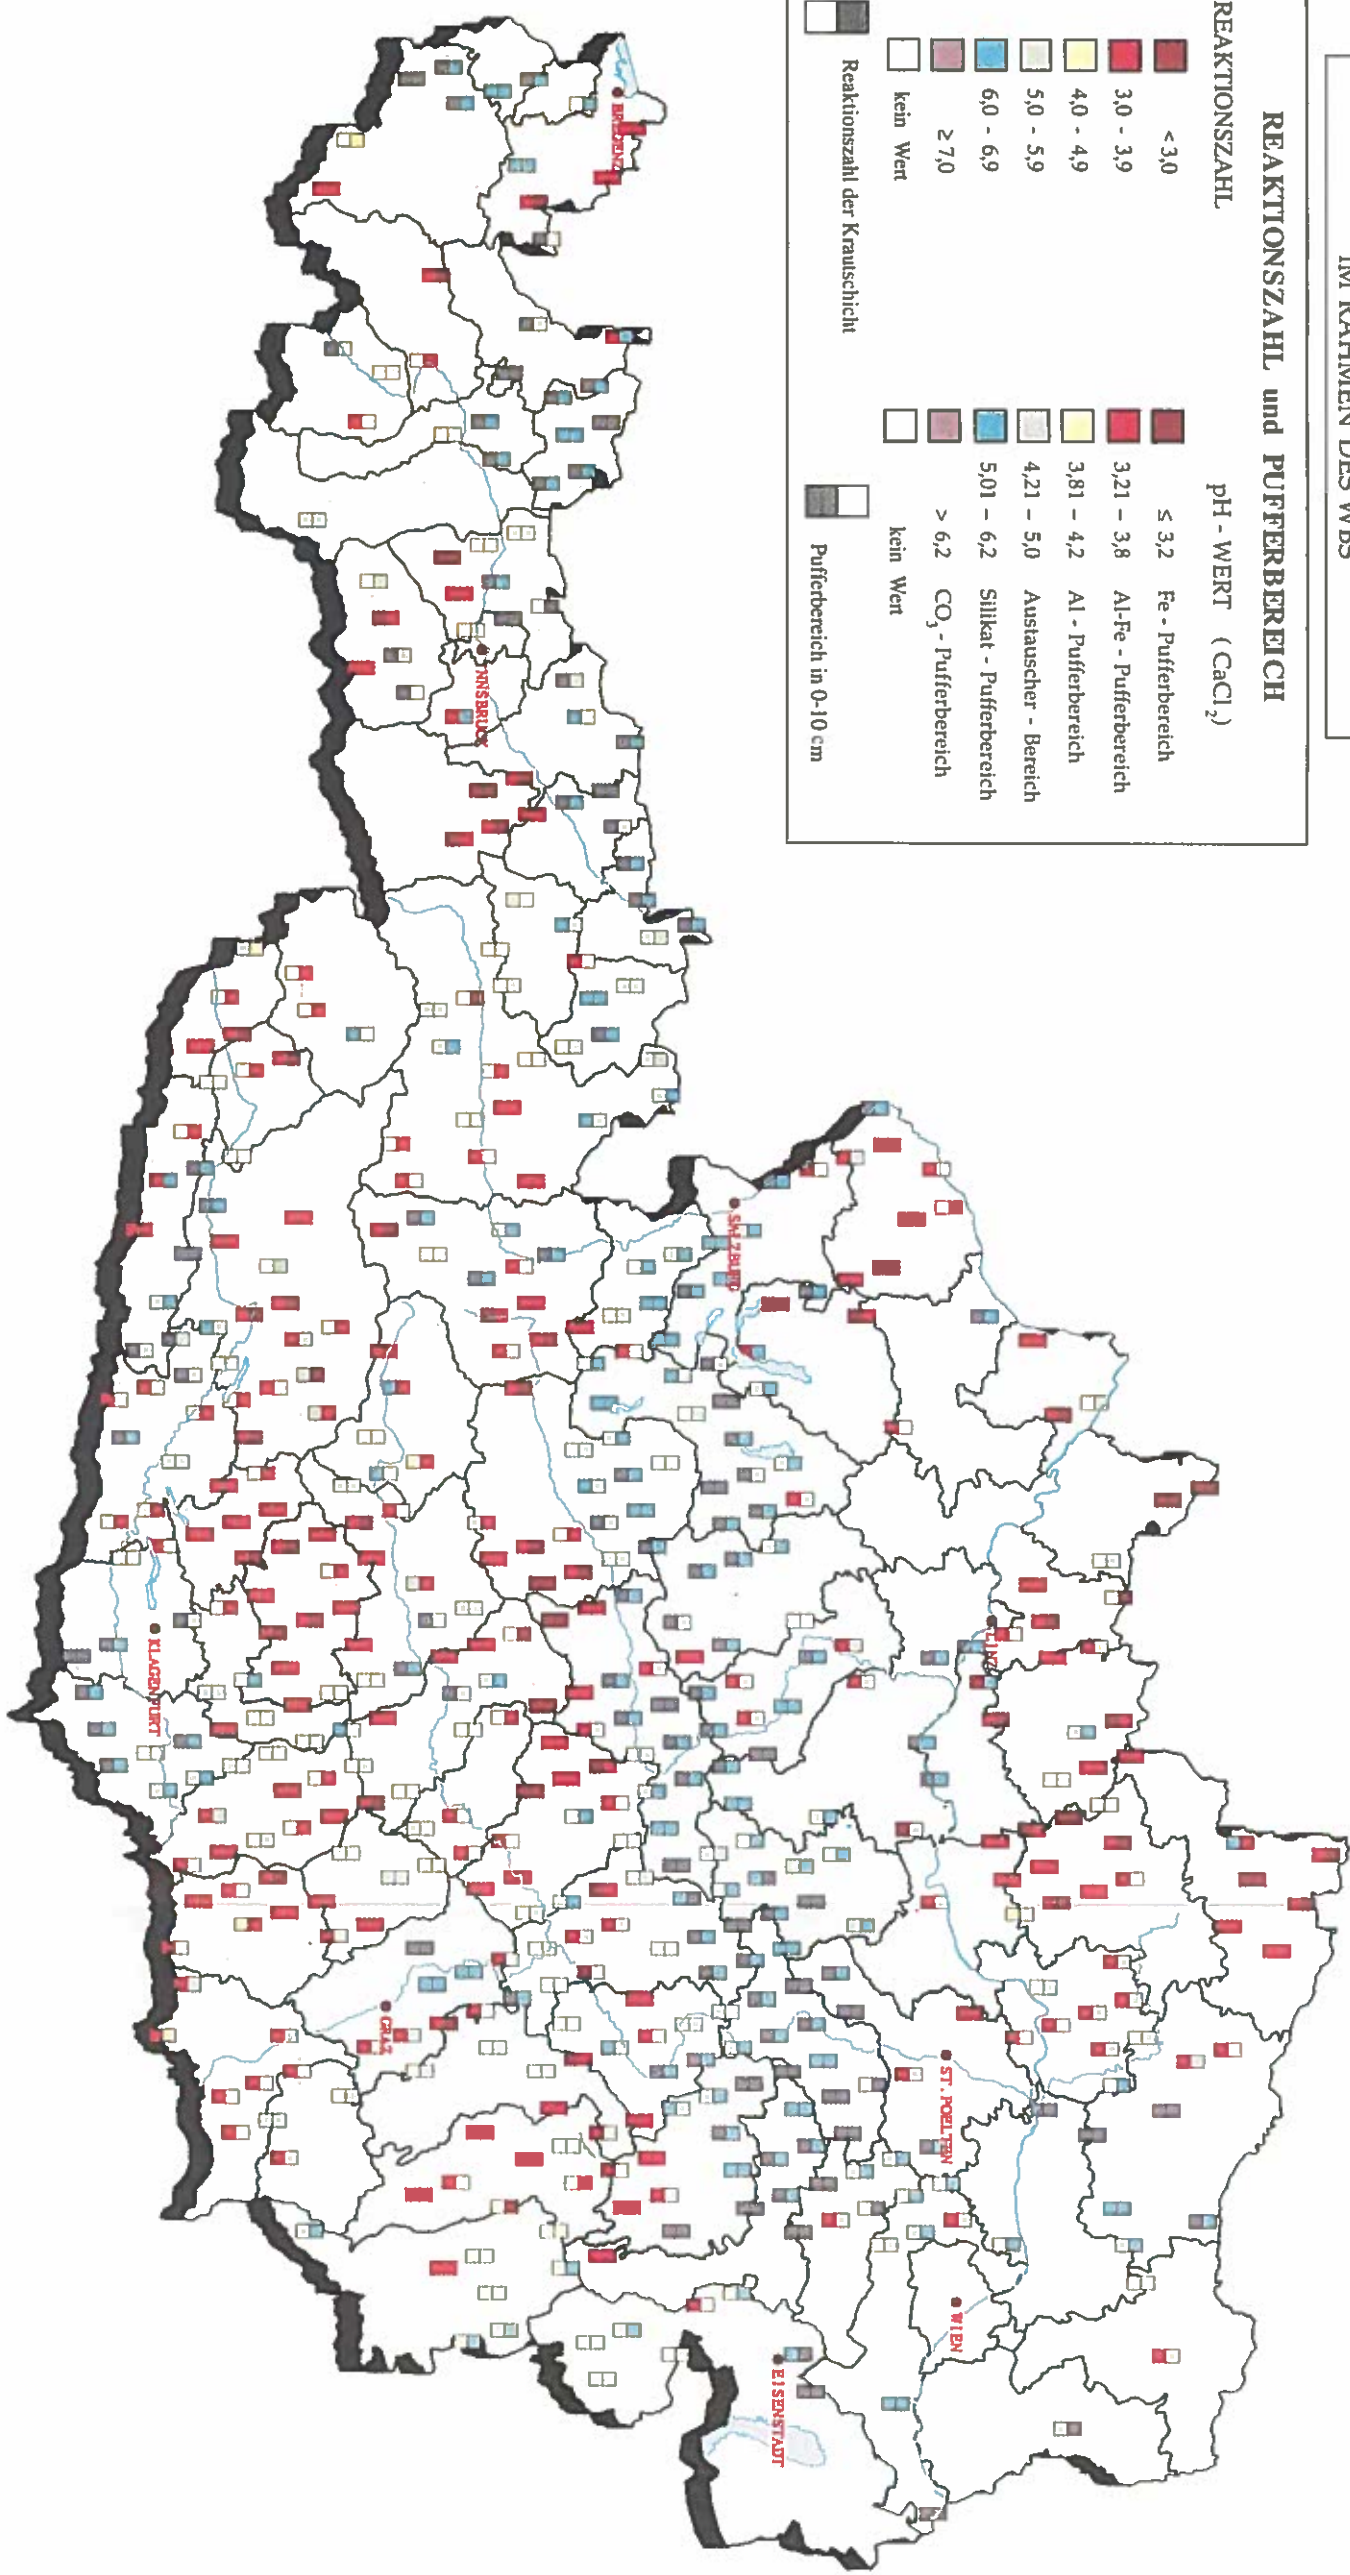 IM RAHMEN DES WBS
REAKTIONSZAHL und PUFFERBEREICH
REAKTIONSZAHL
pH - WERT ( CaCl2 )
< 3,0
≤ 3,2 Fe - Pufferbereich
3,0 - 3,9
3,21 – 3,8 Al-Fe - Pufferbereich
4,0 - 4,9
3,81 – 4,2 Al - Pufferbereich
5,0 - 5,9
4,21 – 5,0 Austauscher - Bereich
6,0 - 6,9
5,01 – 6,2 Silikat - Pufferbereich
≥ 7,0
> 6,2 CO3 - Pufferbereich
kein Wert
kein Wert
Reaktionszahl der Krautschicht
Pufferbereich in 0-10 cm
BREGENZ
INNSBRUCK
SALZBURG
LINZ
KLAGENFURT
GRAZ
ST.POELTEN
WIEN
EISENSTADT